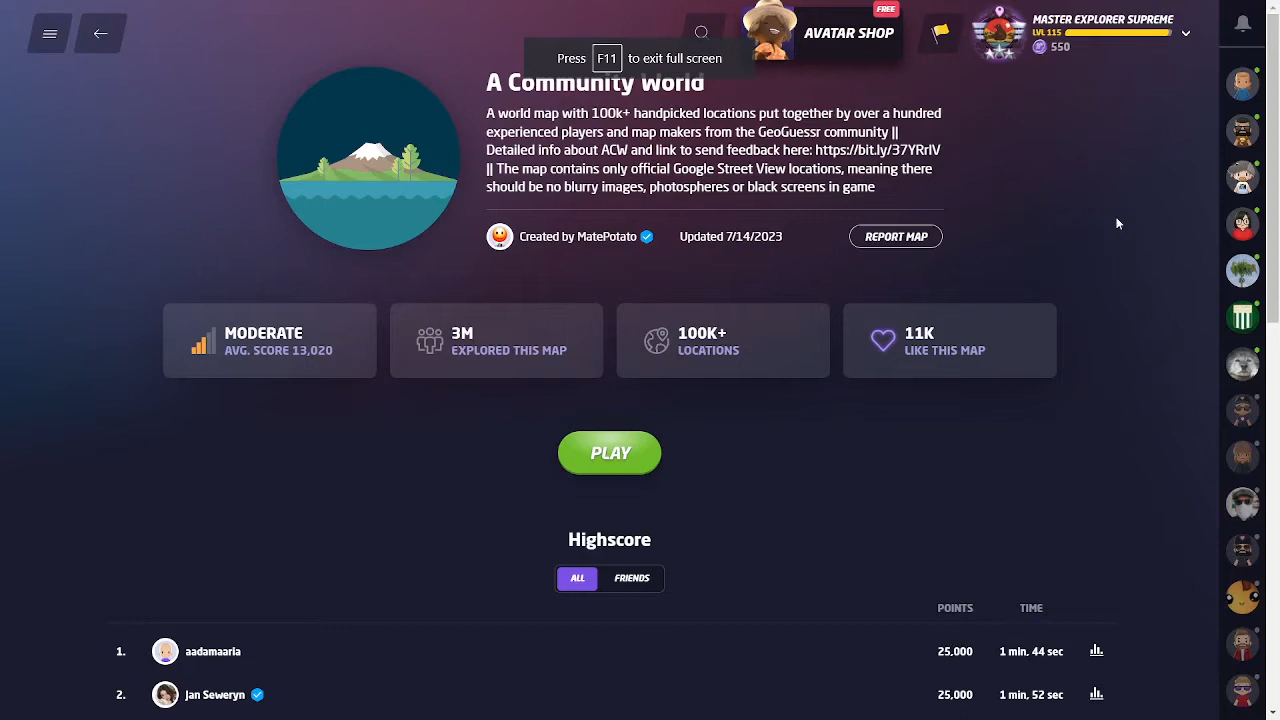 FREE
AVATAR SHOP
MASTER EXPLORER SUPREME
LVL 115
550
Press F11 to exit full screen
A Community World
A world map with 100k+ handpicked locations put together by over a hundred
experienced players and map makers from the GeoGuessr community ||
Detailed info about ACW and link to send feedback here: https://bit.ly/37YRrIV
|| The map contains only official Google Street View locations, meaning there
should be no blurry images, photospheres or black screens in game
Created by MatePotato
Updated 7/14/2023
REPORT MAP
MODERATE
AVG. SCORE 13,020
3M
EXPLORED THIS MAP
100K+
LOCATIONS
11K
LIKE THIS MAP
PLAY
Highscore
ALL
FRIENDS
POINTS TIME
1. aadamaaria 25,000 1 min, 44 sec
2. Jan Seweryn 25,000 1 min, 52 sec